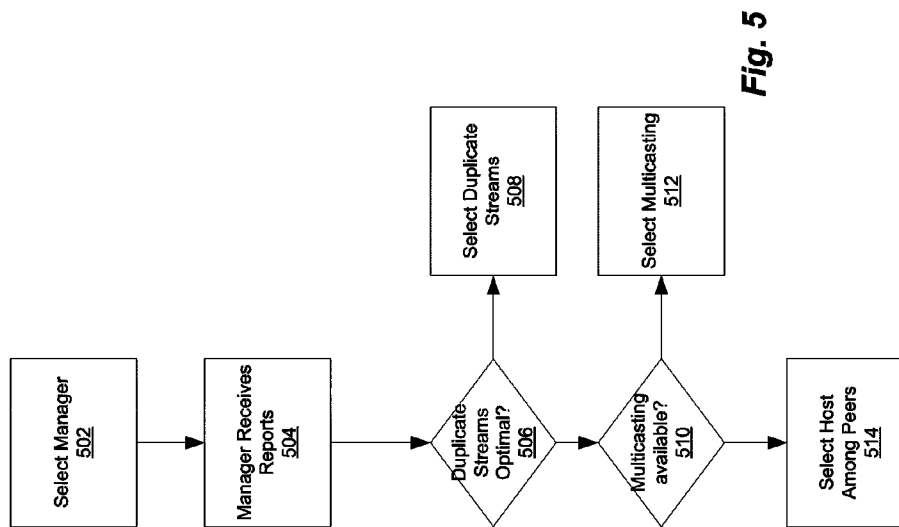 Select Manager
502
Manager Receives
Reports
504
Duplicate
Streams
Optimal?
506
Select Duplicate
Streams
508
Multicasting
available?
510
Select Multicasting
512
Select Host
Among Peers
514
Fig. 5